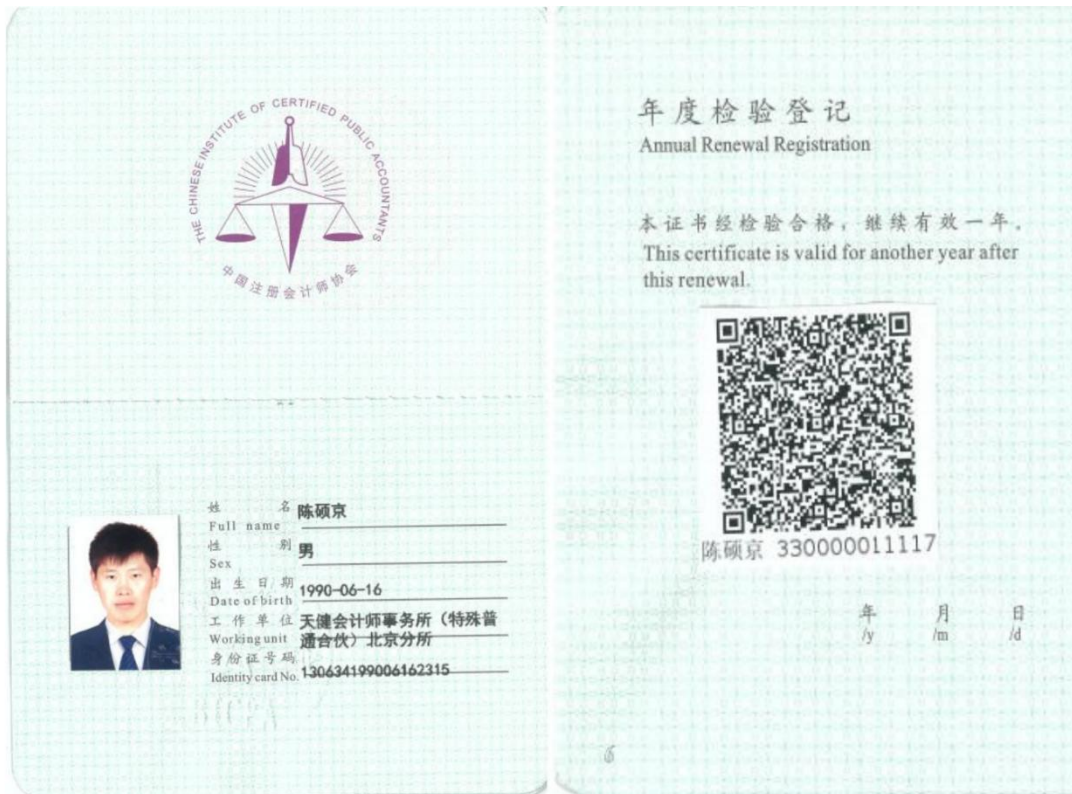 THE CHINESE INSTITUTE OF CERTIFIED PUBLIC ACCOUNTANTS
中国注册会计师协会
姓名 陈硕京
Full name
性别 男
Sex
出生日期 1990-06-16
Date of birth
工作单位 天健会计师事务所（特殊普
Working unit 通合伙）北京分所
身份证号码 130634199006162315
Identity card No.
年度检验登记
Annual Renewal Registration
本证书经检验合格，继续有效一年。
This certificate is valid for another year after
this renewal.
陈硕京 330000011117
年 月 日
/y /m /d
6